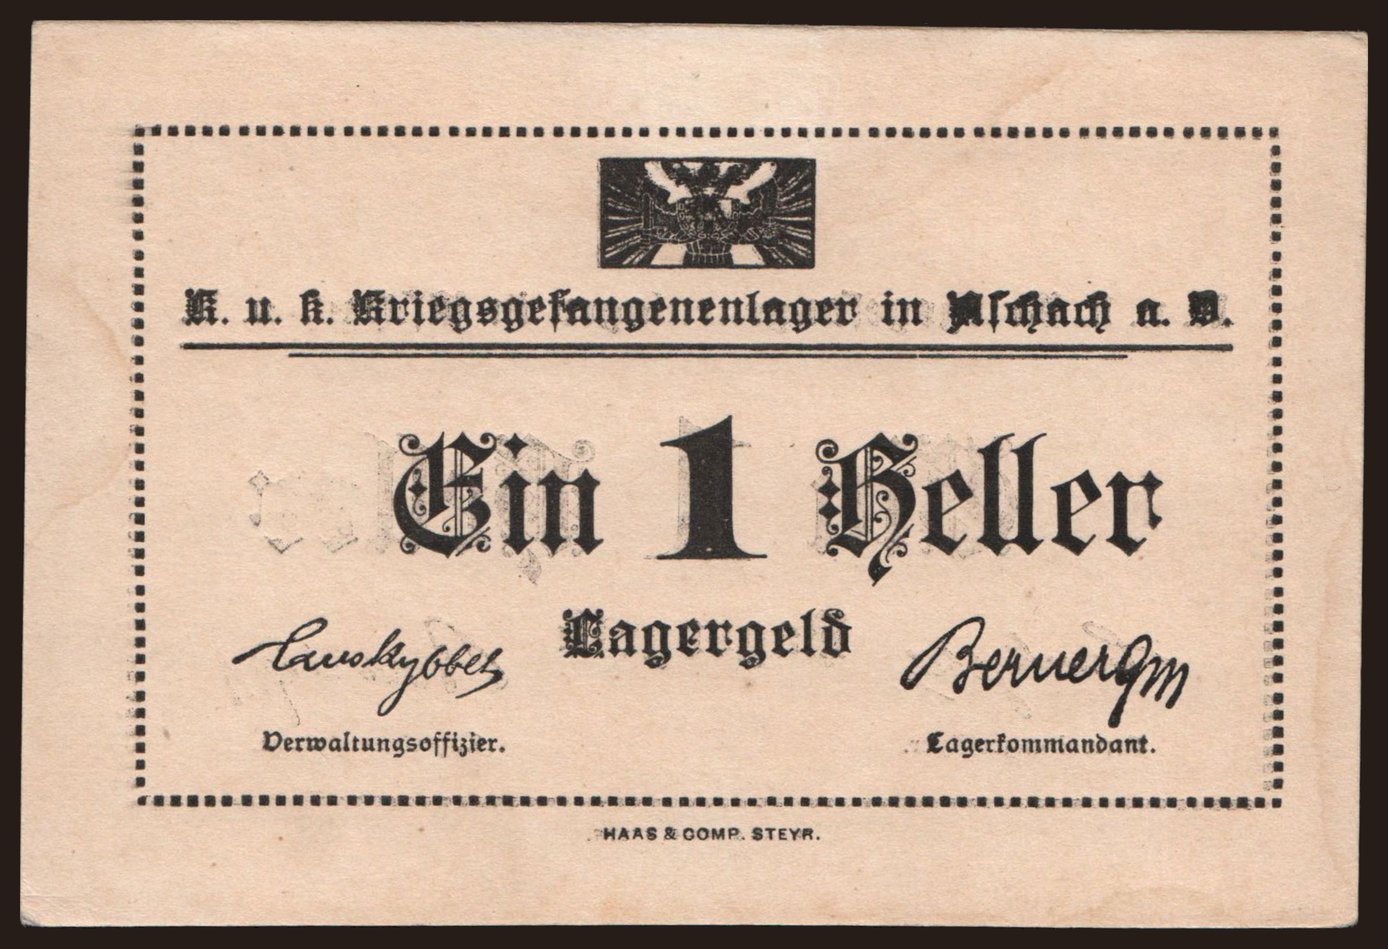 K. u. k. Kriegsgefangenenlager in Aschach a. D.
Ein 1 Heller
Lagergeld
Verwaltungsoffizier.
Lagerkommandant.
HAAS & COMP. STEYR.